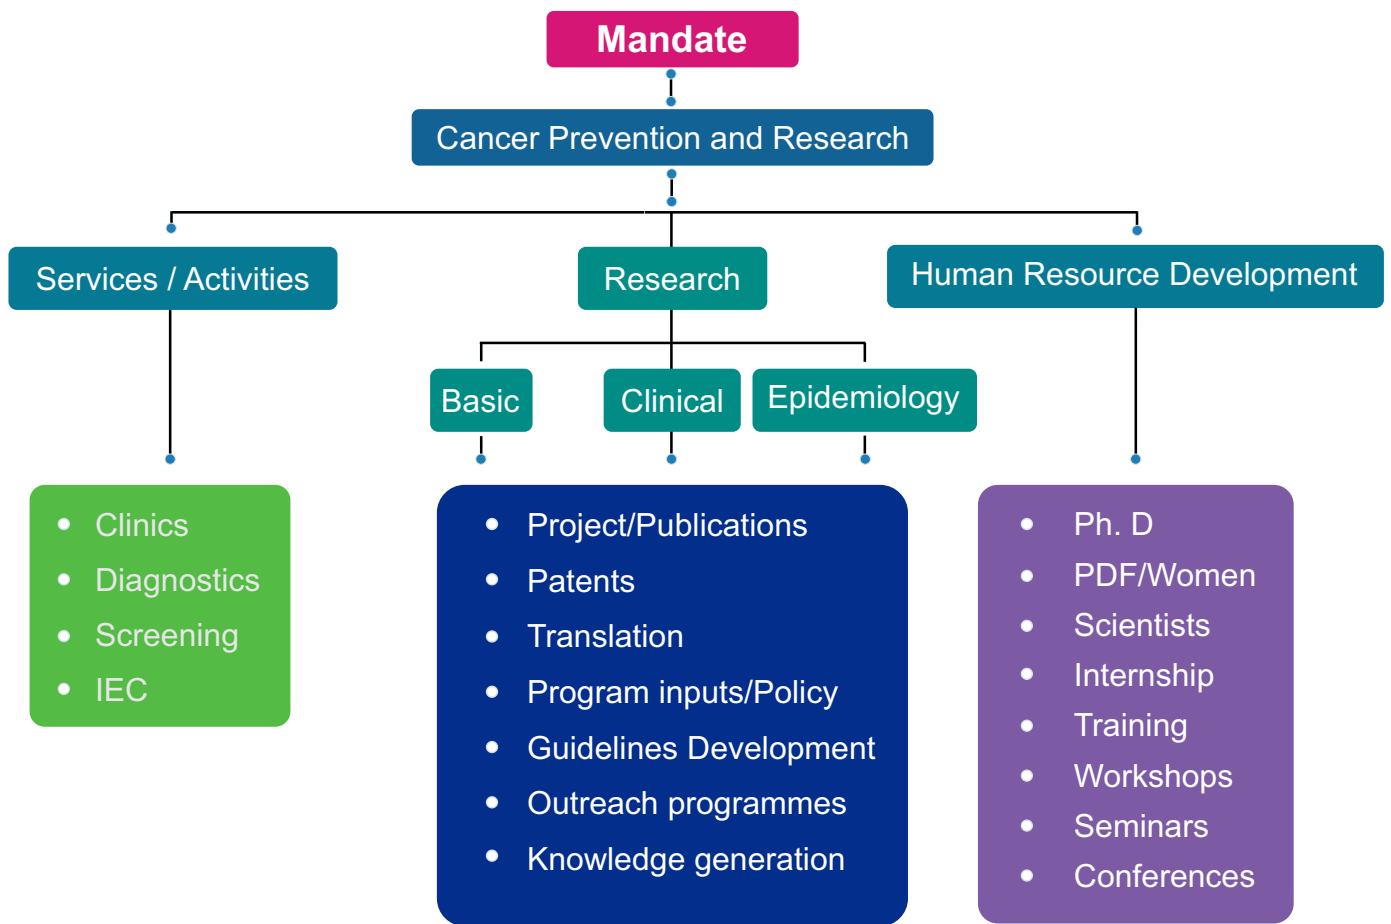 Mandate
Cancer Prevention and Research
Services / Activities
Research
Human Resource Development
Basic
Clinical
Epidemiology
Clinics
Diagnostics
Screening
IEC
Project/Publications
Patents
Translation
Program inputs/Policy
Guidelines Development
Outreach programmes
Knowledge generation
Ph. D
PDF/Women
Scientists
Internship
Training
Workshops
Seminars
Conferences